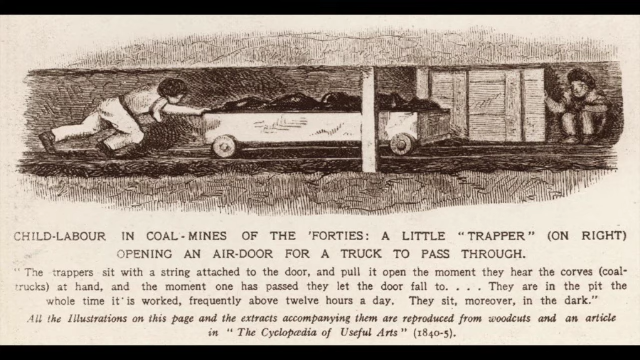 CHILD-LABOUR IN COAL-MINES OF THE 'FORTIES: A LITTLE "TRAPPER" (ON RIGHT)
OPENING AN AIR-DOOR FOR A TRUCK TO PASS THROUGH.
"The trappers sit with a string attached to the door, and pull it open the moment they hear the corves (coal-
trucks) at hand, and the moment one has passed they let the door fall to. . . . They are in the pit the
whole time it is worked, frequently above twelve hours a day. They sit, moreover, in the dark."
All the Illustrations on this page and the extracts accompanying them are reproduced from woodcuts and an article
in "The Cyclopædia of Useful Arts" (1840-5).